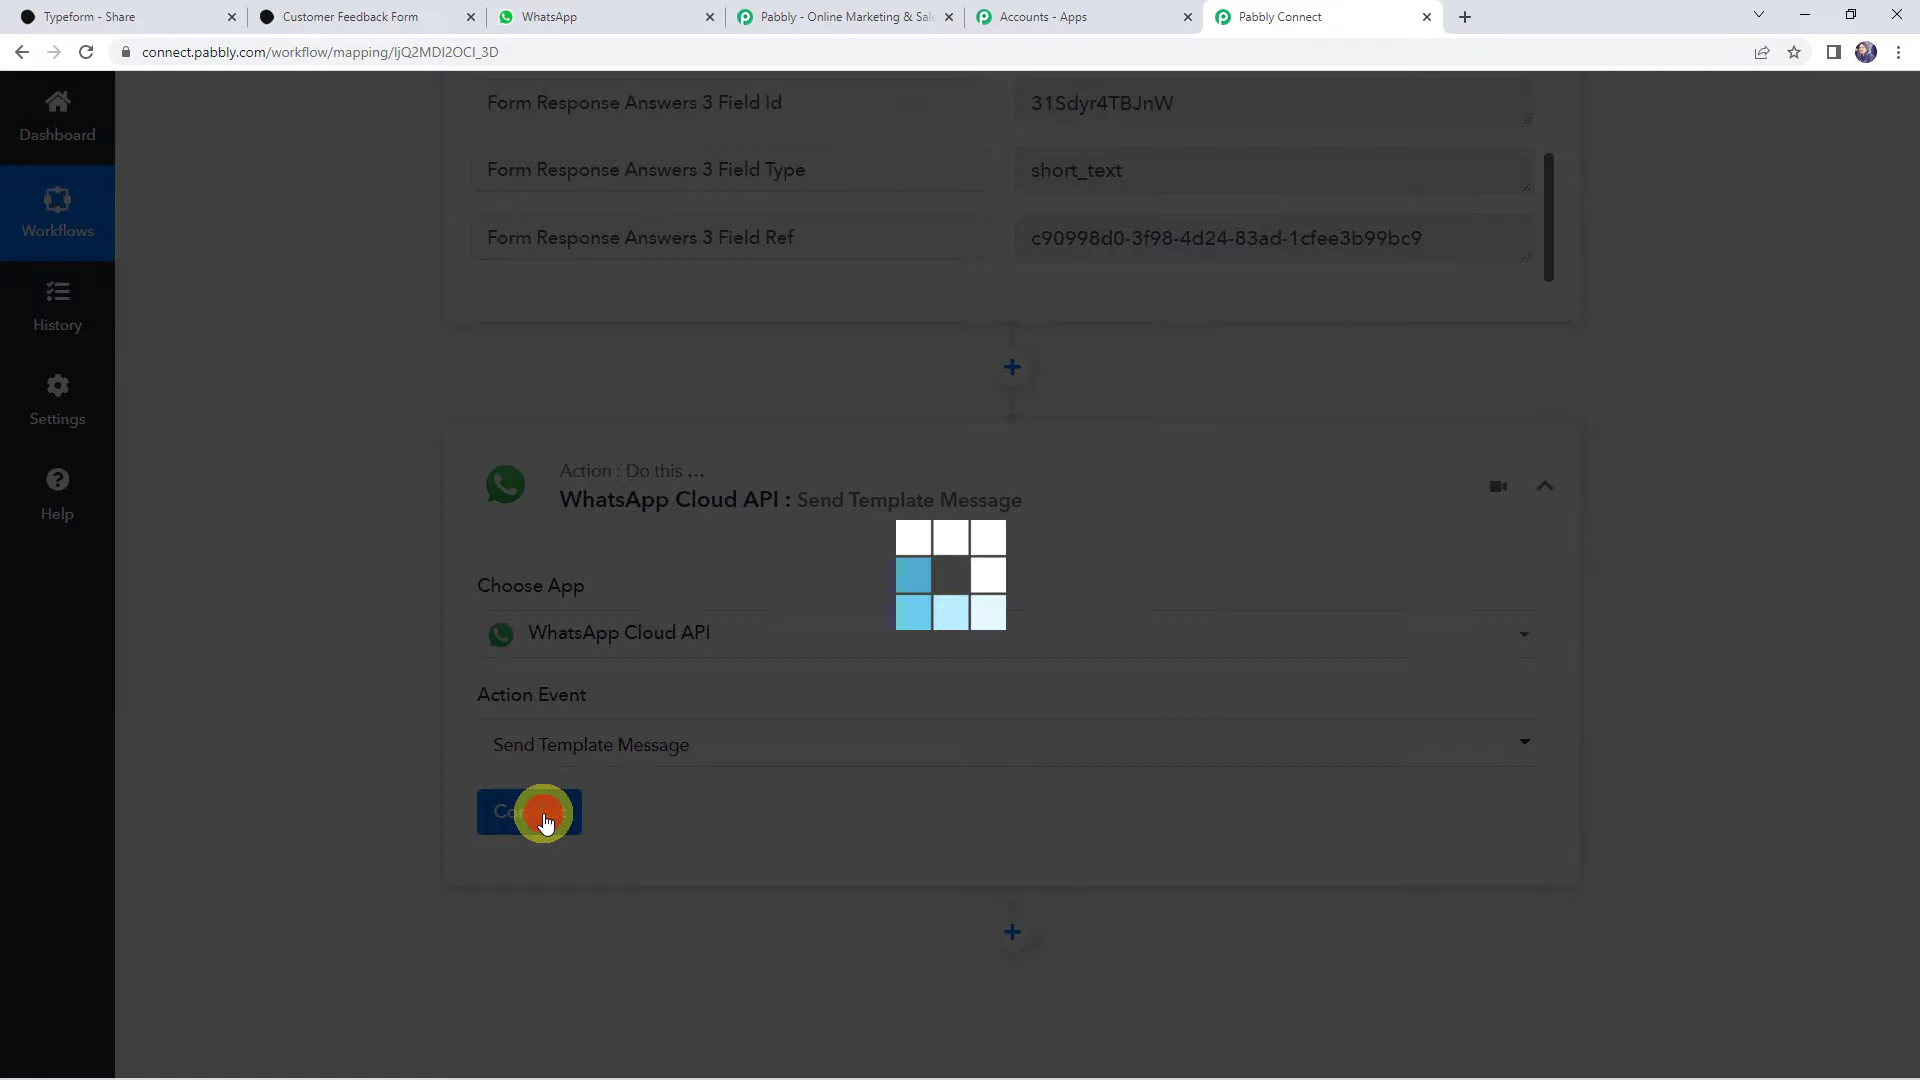 Typeform - Share
Customer Feedback Form
WhatsApp
Pabbly - Online Marketing & Sale
Accounts - Apps
Pabbly Connect
connect.pabbly.com/workflow/mapping/IjQ2MDI2OCI_3D
Dashboard
Workflows
History
Settings
Help
Form Response Answers 3 Field Id
31Sdyr4TBJnW
Form Response Answers 3 Field Type
short_text
Form Response Answers 3 Field Ref
c90998d0-3f98-4d24-83ad-1cfee3b99bc9
Action : Do this ...
WhatsApp Cloud API : Send Template Message
Choose App
WhatsApp Cloud API
Action Event
Send Template Message